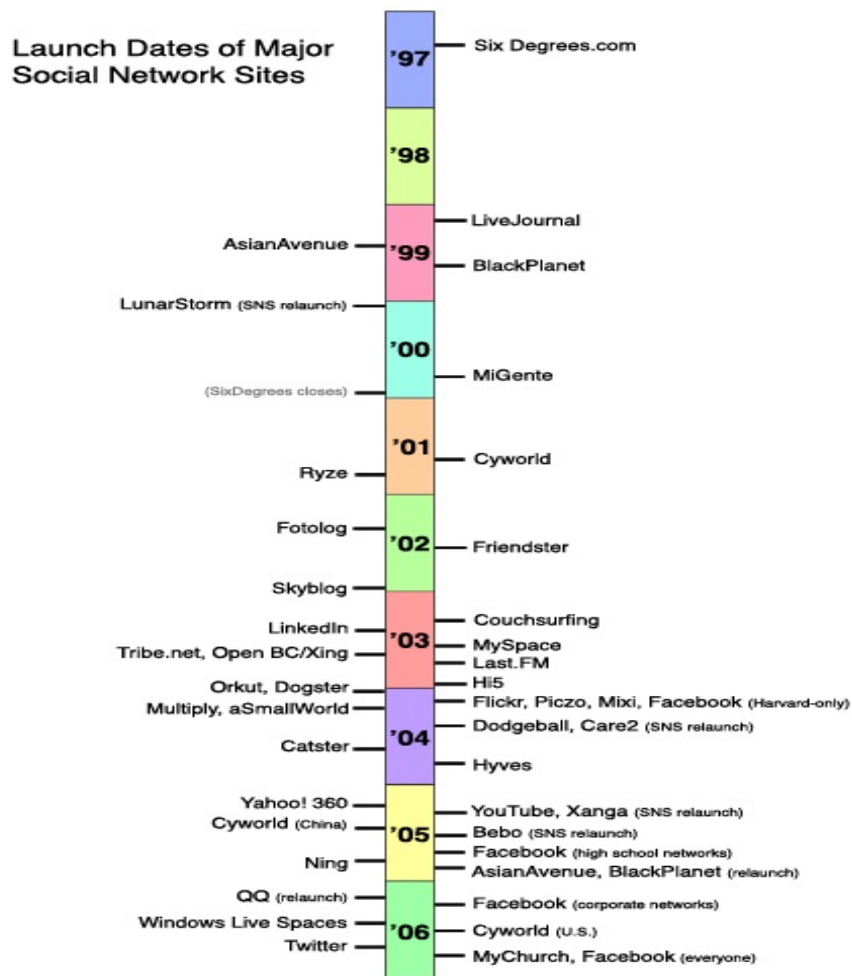 Launch Dates of Major
Social Network Sites
'97
Six Degrees.com
'98
LiveJournal
AsianAvenue
'99
BlackPlanet
LunarStorm (SNS relaunch)
'00
MiGente
(SixDegrees closes)
'01
Cyworld
Ryze
Fotolog
'02
Friendster
Skyblog
Couchsurfing
LinkedIn
'03
MySpace
Tribe.net, Open BC/Xing
Last.FM
Hi5
Orkut, Dogster
Flickr, Piczo, Mixi, Facebook (Harvard-only)
Multiply, aSmallWorld
Dodgeball, Care2 (SNS relaunch)
'04
Catster
Hyves
Yahoo! 360
YouTube, Xanga (SNS relaunch)
Cyworld (China)
'05
Bebo (SNS relaunch)
Facebook (high school networks)
Ning
AsianAvenue, BlackPlanet (relaunch)
QQ (relaunch)
Facebook (corporate networks)
Windows Live Spaces
'06
Cyworld (U.S.)
Twitter
MyChurch, Facebook (everyone)